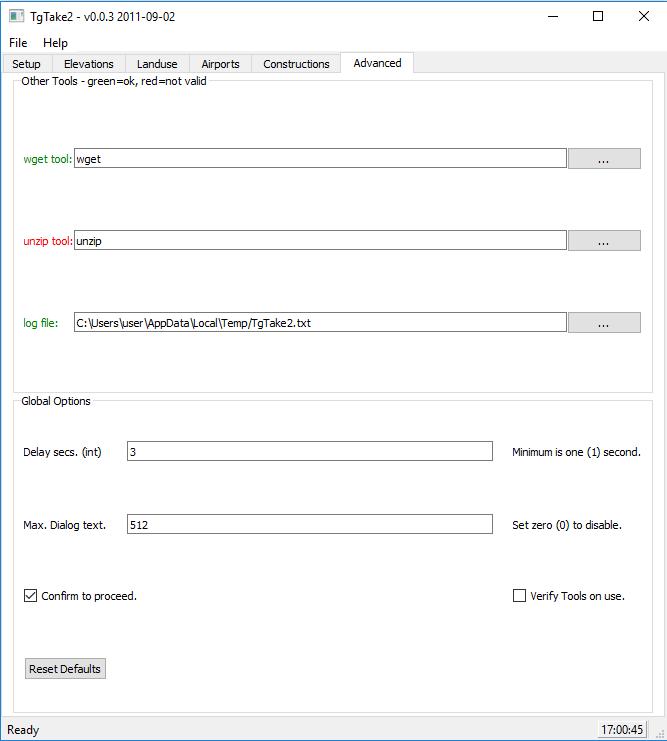 TgTake2 - v0.0.3 2011-09-02
File Help
Setup Elevations Landuse Airports Constructions Advanced
Other Tools - green=ok, red=not valid
wget tool: wget ...
unzip tool: unzip ...
log file: C:\Users\user\AppData\Local\Temp/TgTake2.txt ...
Global Options
Delay secs. (int) 3 Minimum is one (1) second.
Max. Dialog text. 512 Set zero (0) to disable.
Confirm to proceed. Verify Tools on use.
Reset Defaults
Ready 17:00:45